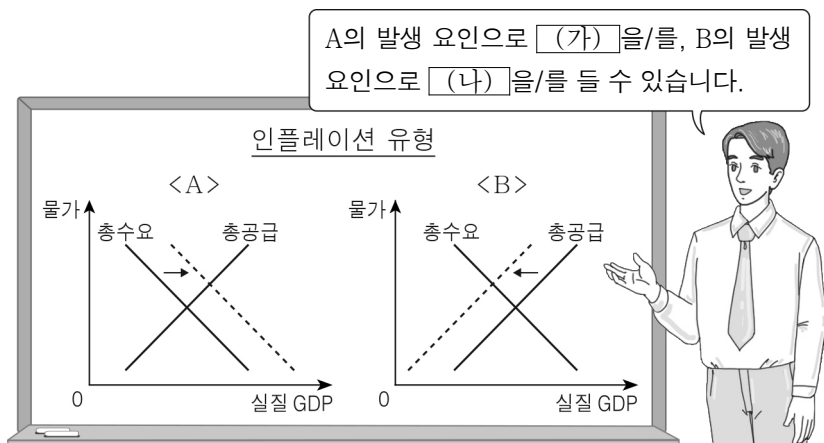 A의 발생 요인으로 (가) 을/를, B의 발생
요인으로 (나) 을/를 들 수 있습니다.
인플레이션 유형
<A>
물가
총수요
총공급
0
실질 GDP
<B>
물가
총수요
총공급
0
실질 GDP